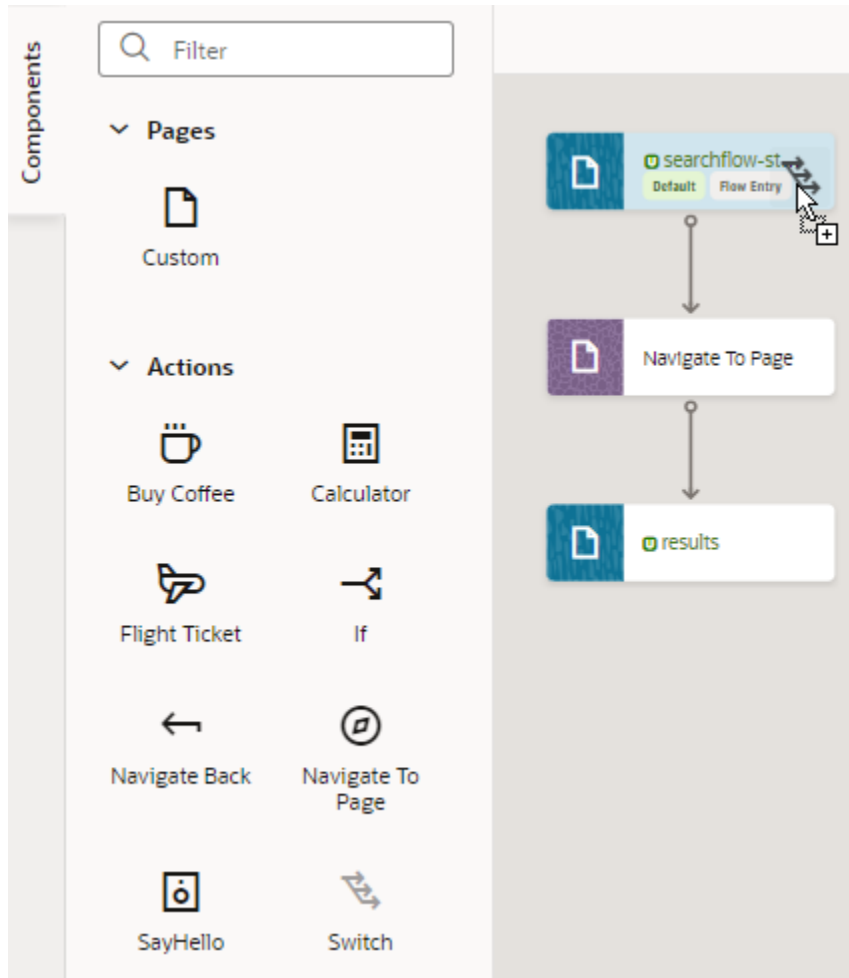 Components
Filter
Pages
Custom
Actions
Buy Coffee
Calculator
Flight Ticket
If
Navigate Back
Navigate To
Page
SayHello
Switch
U searchflow-st
Default
Flow Entry
Navigate To Page
U results